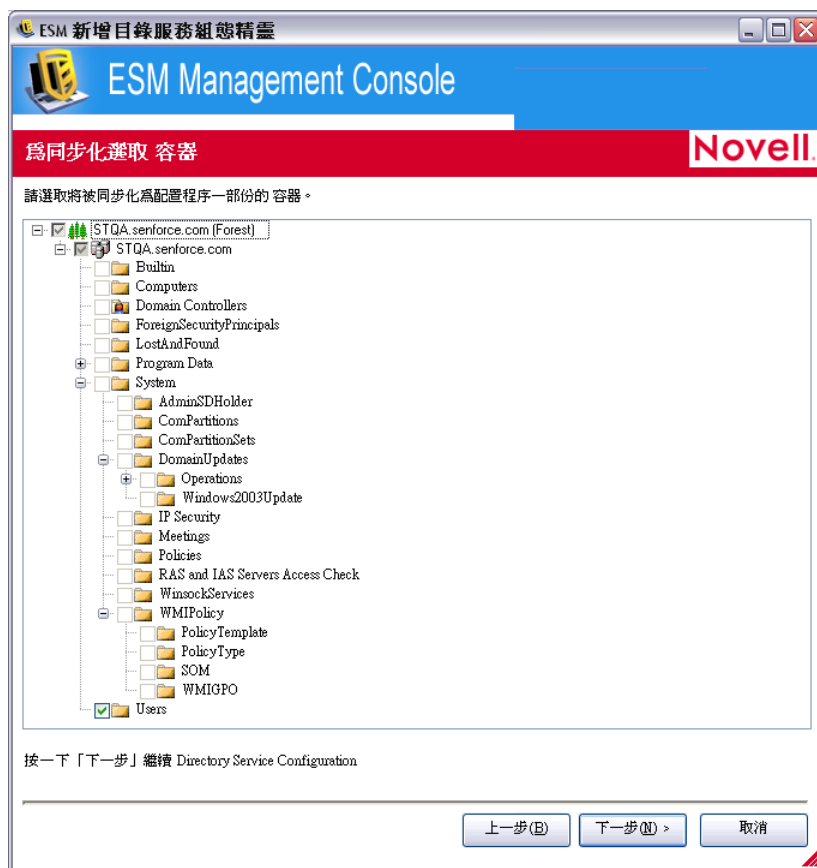 ESM 新增目錄服務組態精靈
ESM Management Console
為同步化選取 容器
Novell.
請選取將被同步化為配置程序一部份的 容器。
STQA.senforce.com (Forest)
STQA.senforce.com
Builtin
Computers
Domain Controllers
ForeignSecurityPrincipals
LostAndFound
Program Data
System
AdminSDHolder
ComPartitions
ComPartitionSets
DomainUpdates
Operations
Windows2003Update
IP Security
Meetings
Policies
RAS and IAS Servers Access Check
WinsockServices
WMIPolicy
PolicyTemplate
PolicyType
SOM
WMIGPO
Users
按一下「下一步」繼續 Directory Service Configuration
上一步(B)
下一步(N) >
取消